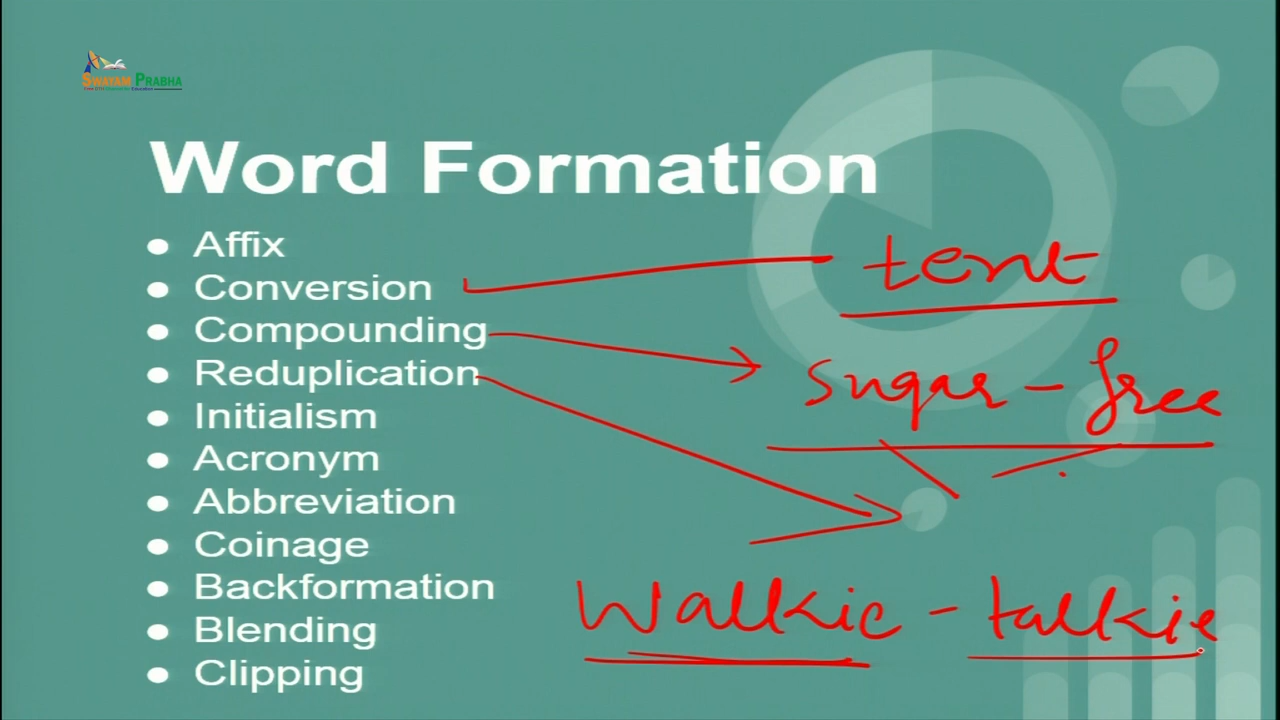 SWAYAM PRABHA
Word Formation
Affix
Conversion
tent
Compounding
sugar-free
Reduplication
Initialism
Acronym
Abbreviation
Coinage
Backformation
Walkie-talkie
Blending
Clipping